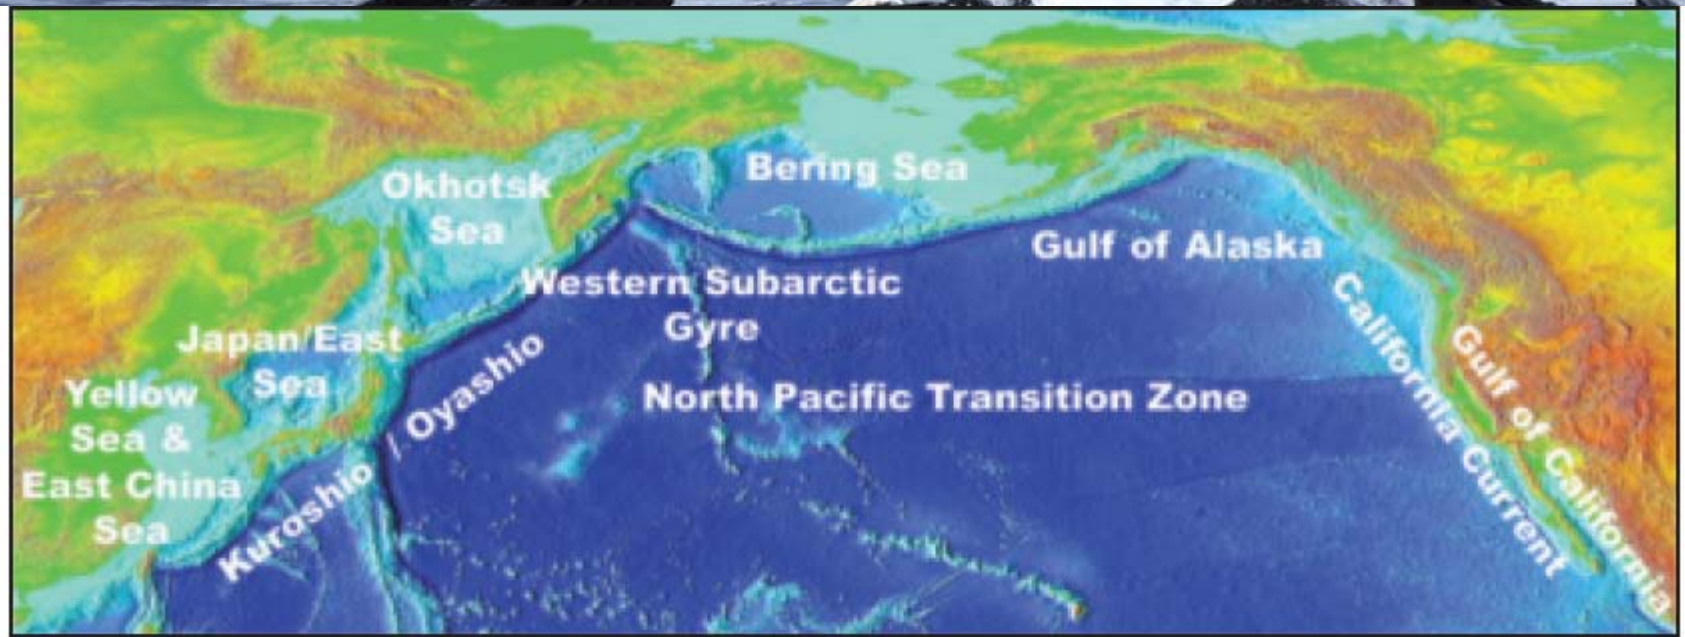 Bering Sea
Okhotsk
Sea
Gulf of Alaska
Western Subarctic
Gyre
Japan/East
Sea
Yellow
Sea &
East China
Sea
Kuroshio / Oyashio
North Pacific Transition Zone
California Current
Gulf of California